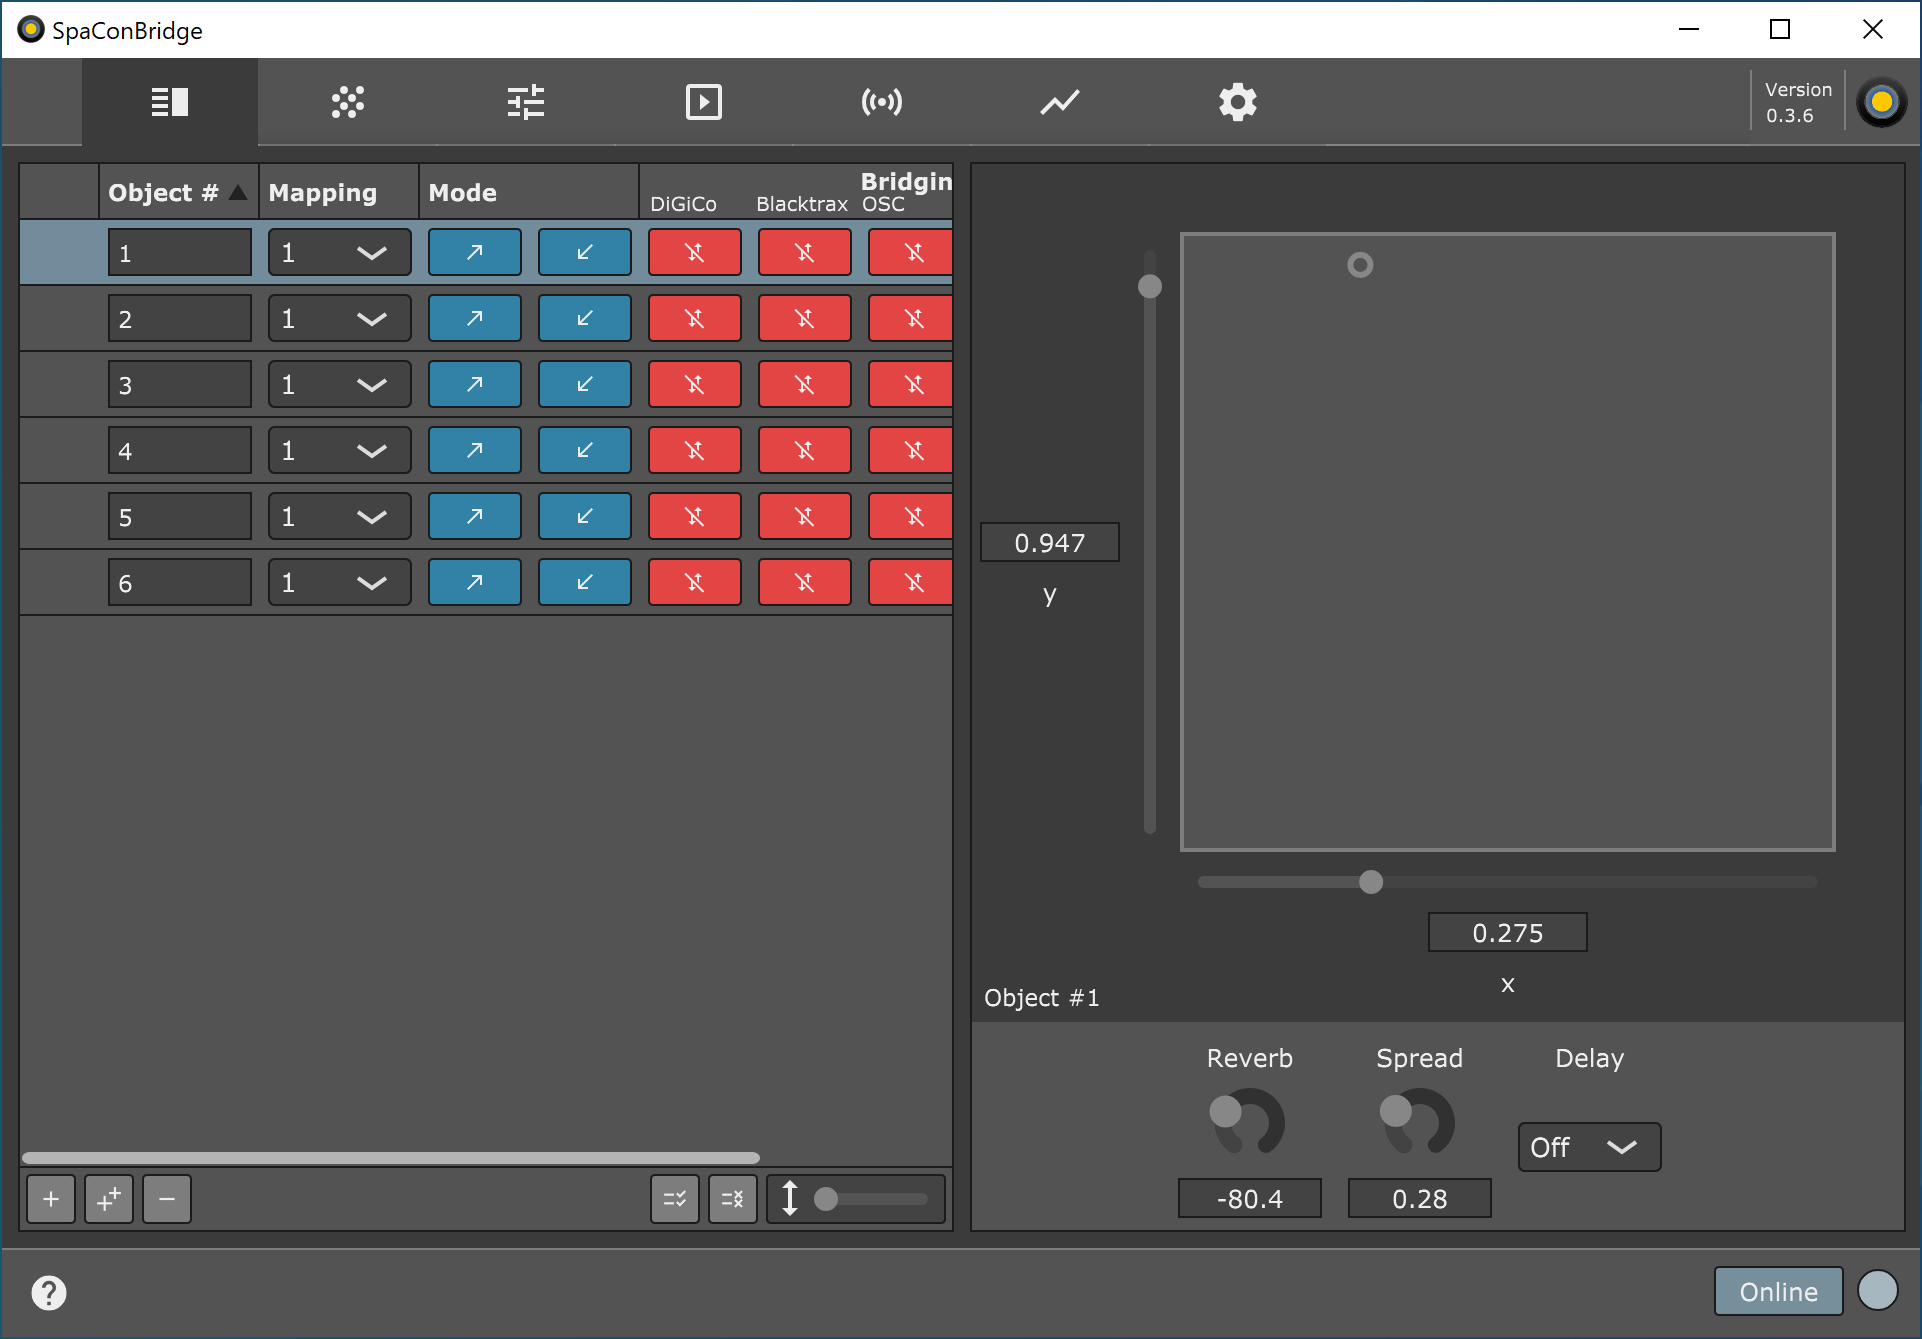 SpaConBridge
Version
0.3.6
Object # Mapping Mode Bridgin
DiGiCo Blacktrax OSC
1 1
2 1
3 1
4 1
5 1
6 1
0.947
y
0.275
x
Object #1
Reverb Spread Delay
Off
-80.4 0.28
Online